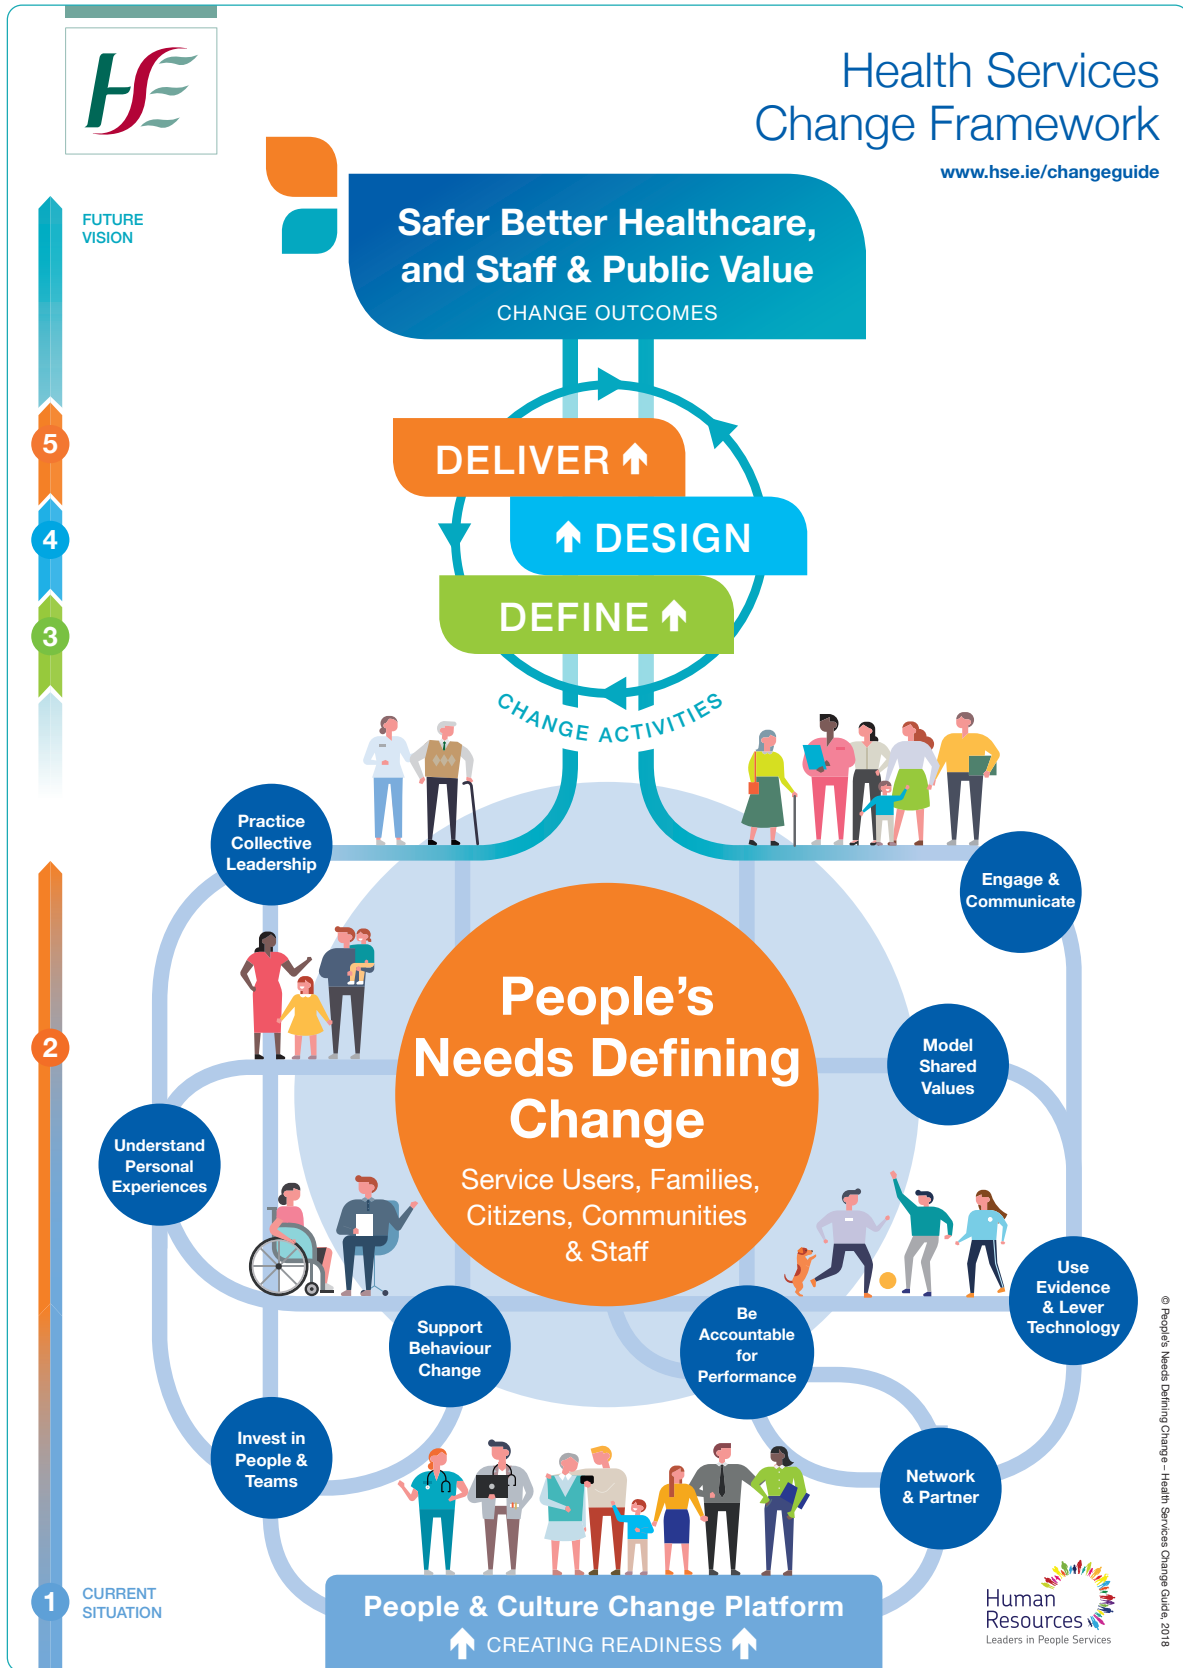 HSE
Health Services
Change Framework
www.hse.ie/changeguide
FUTURE
VISION
Safer Better Healthcare,
and Staff & Public Value
CHANGE OUTCOMES
5
DELIVER
4
DESIGN
3
DEFINE
CHANGE ACTIVITIES
Practice
Collective
Leadership
Engage &
Communicate
2
People's
Needs Defining
Change
Service Users, Families,
Citizens, Communities
& Staff
Model
Shared
Values
Understand
Personal
Experiences
Use
Evidence
& Lever
Technology
Support
Behaviour
Change
Be
Accountable
for
Performance
Invest in
People &
Teams
Network
& Partner
1
CURRENT
SITUATION
People & Culture Change Platform
CREATING READINESS
Human
Resources
Leaders in People Services
© People's Needs Defining Change – Health Services Change Guide, 2018